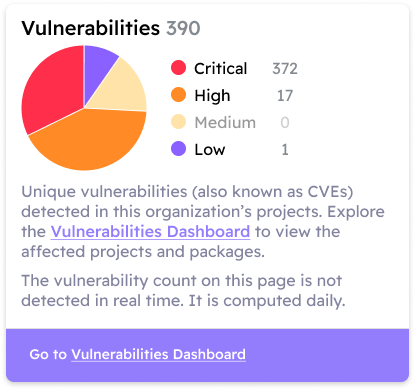 Vulnerabilities 390
Critical 372
High 17
Medium 0
Low 1
Unique vulnerabilities (also known as CVEs)
detected in this organization’s projects. Explore
the Vulnerabilities Dashboard to view the
affected projects and packages.
The vulnerability count on this page is not
detected in real time. It is computed daily.
Go to Vulnerabilities Dashboard